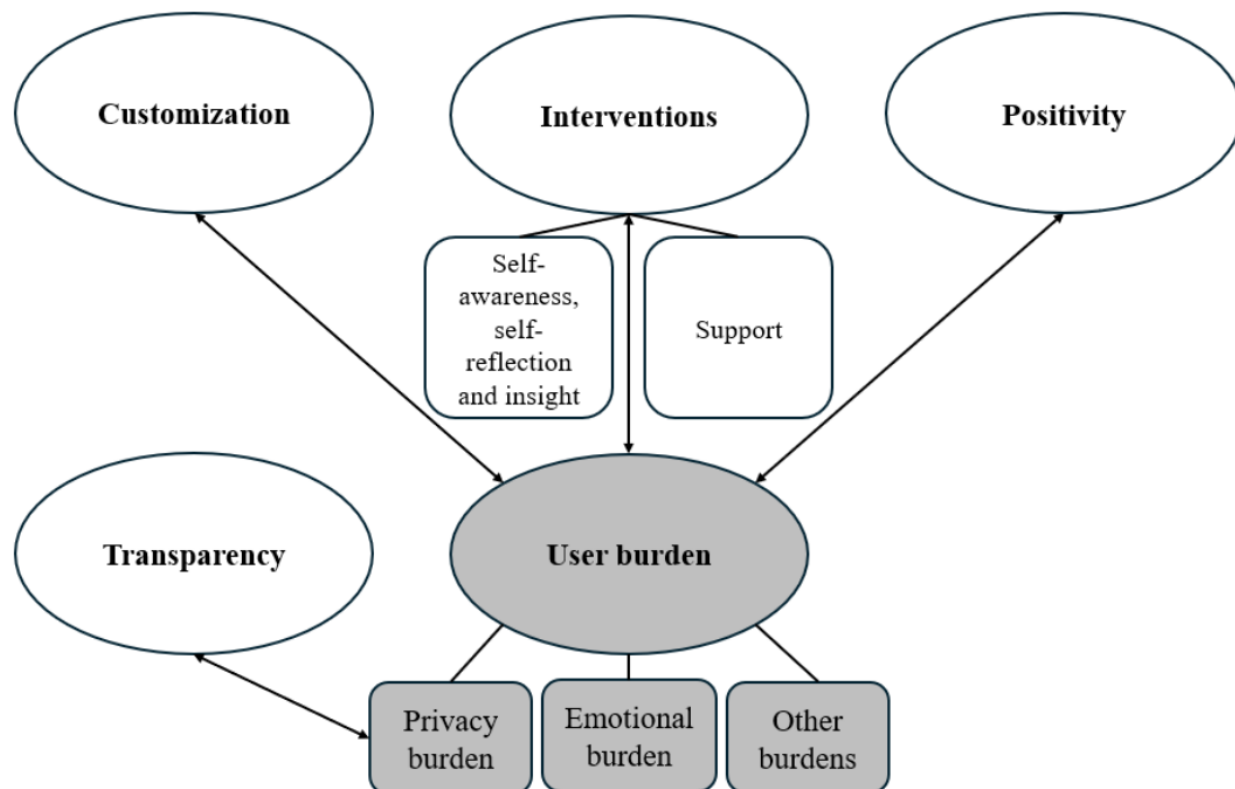 Customization
Interventions
Positivity
Self-
awareness,
self-
reflection
and insight
Support
Transparency
User burden
Privacy
burden
Emotional
burden
Other
burdens